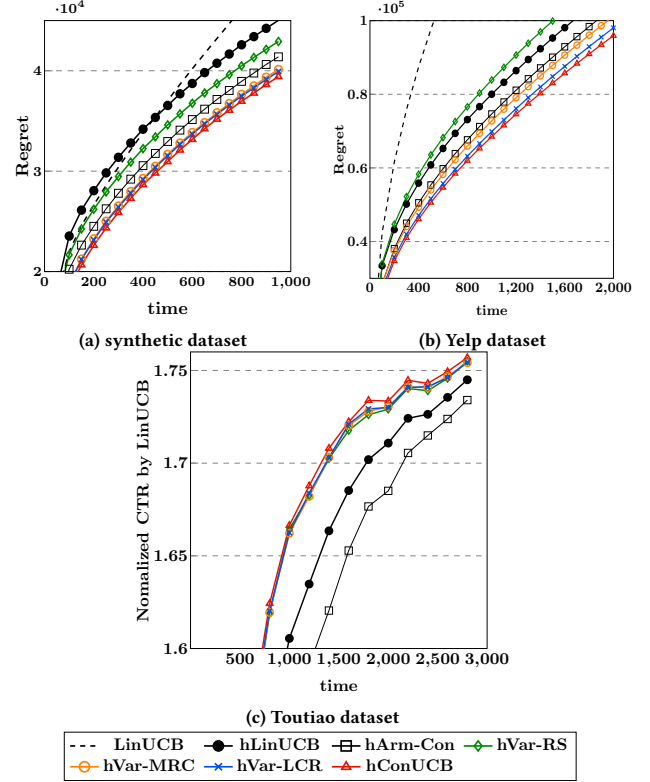 ·10⁴
4
3
2
Regret
0 200 400 600 800 1,000
time
(a) synthetic dataset
·10⁵
1
0.8
0.6
0.4
Regret
0 400 800 1,200 1,600 2,000
time
(b) Yelp dataset
1.75
1.7
1.65
1.6
Nomalized CTR by LinUCB
500 1,000 1,500 2,000 2,500 3,000
time
(c) Toutiao dataset
LinUCB hLinUCB hArm-Con hVar-RS
hVar-MRC hVar-LCR hConUCB